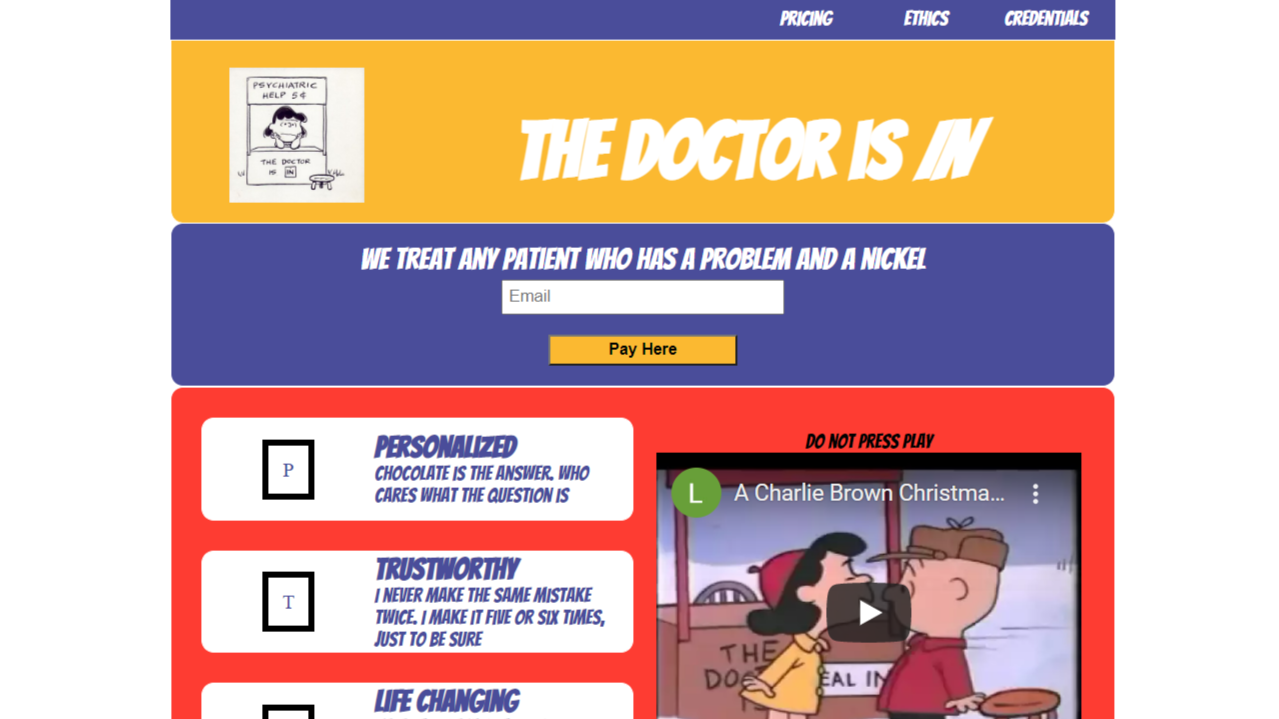 PRICING ETHICS CREDENTIALS
PSYCHIATRIC
HELP 5¢
THE DOCTOR
IS IN
THE DOCTOR IS IN
WE TREAT ANY PATIENT WHO HAS A PROBLEM AND A NICKEL
Email
Pay Here
P
PERSONALIZED
CHOCOLATE IS THE ANSWER. WHO
CARES WHAT THE QUESTION IS
T
TRUSTWORTHY
I NEVER MAKE THE SAME MISTAKE
TWICE. I MAKE IT FIVE OR SIX TIMES,
JUST TO BE SURE
LIFE CHANGING
DO NOT PRESS PLAY
L
A Charlie Brown Christma...
THE
EAL IN